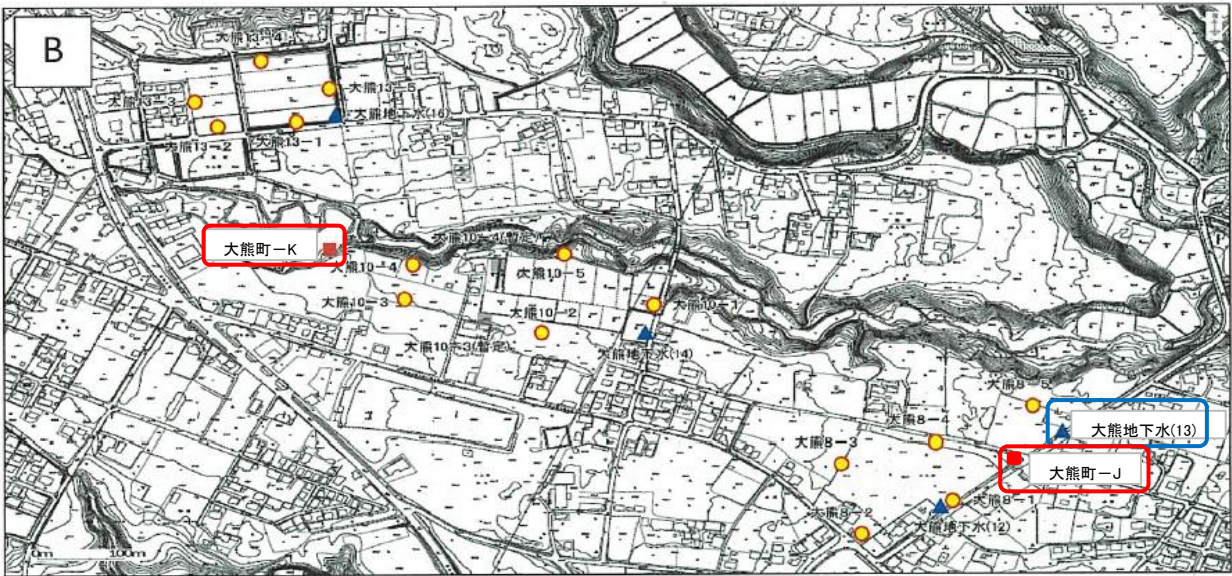 B
大熊13-4
大熊13-5
大熊13-3
大熊地下水(16)
大熊13-2
大熊13-1
大熊町ーK
大熊10-4(暫定)
大熊10-4
大熊10-5
大熊10-3
大熊10-1
大熊10-2
大熊10-3(暫定)
大熊地下水(14)
大熊8-5
大熊8-4
大熊地下水(13)
大熊8-3
大熊町ーJ
大熊8-1
大熊8-2
大熊地下水(12)
0m 100m